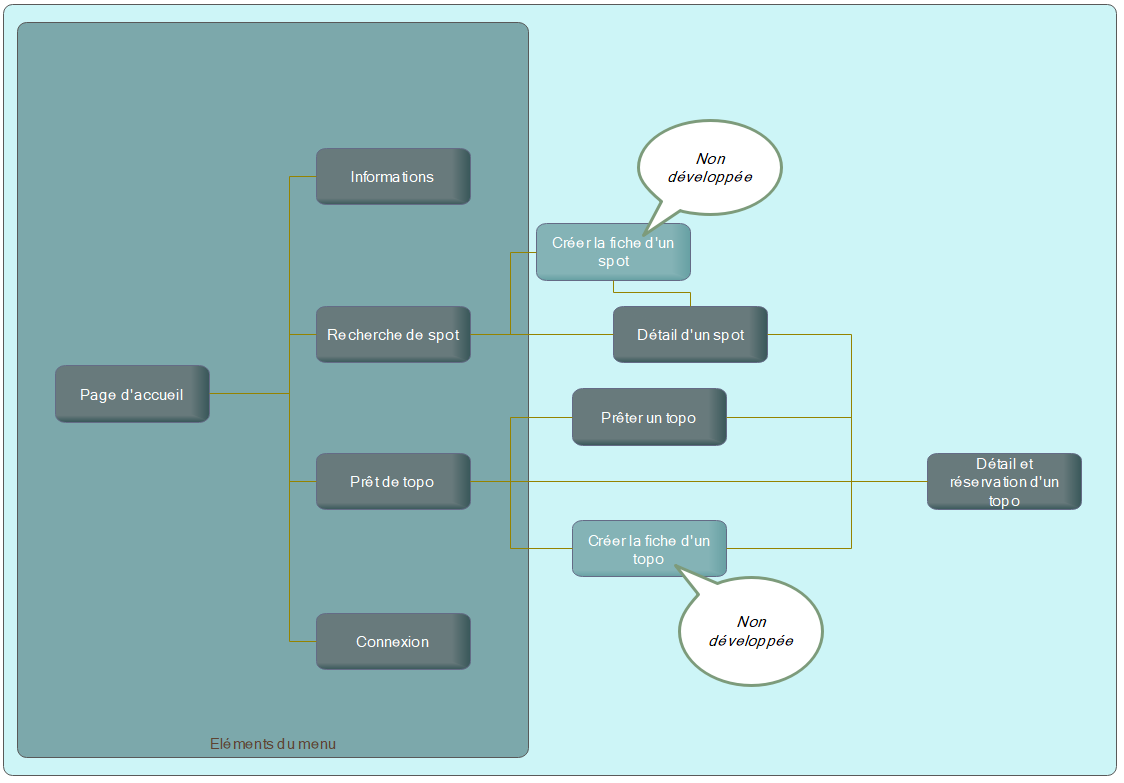 Non
développée
Informations
Créer la fiche d'un
spot
Recherche de spot
Détail d'un spot
Page d'accueil
Prêter un topo
Prêt de topo
Détail et
réservation d'un
topo
Créer la fiche d'un
topo
Non
développée
Connexion
Eléments du menu